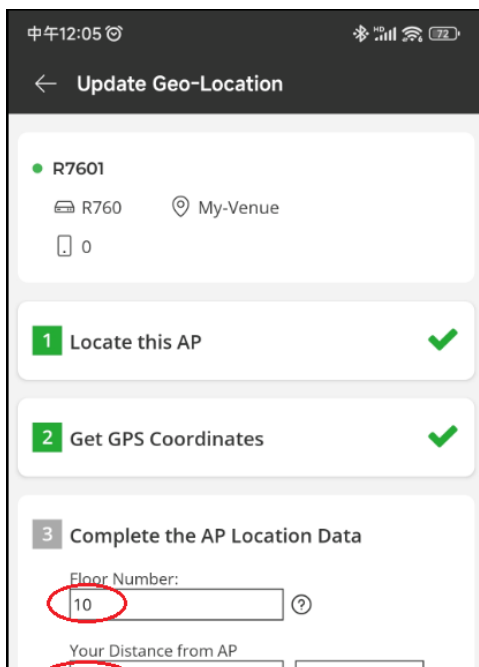 中午12:05
HD
72
Update Geo-Location
R7601
R760 My-Venue
0
1 Locate this AP
2 Get GPS Coordinates
3 Complete the AP Location Data
Floor Number:
10
Your Distance from AP